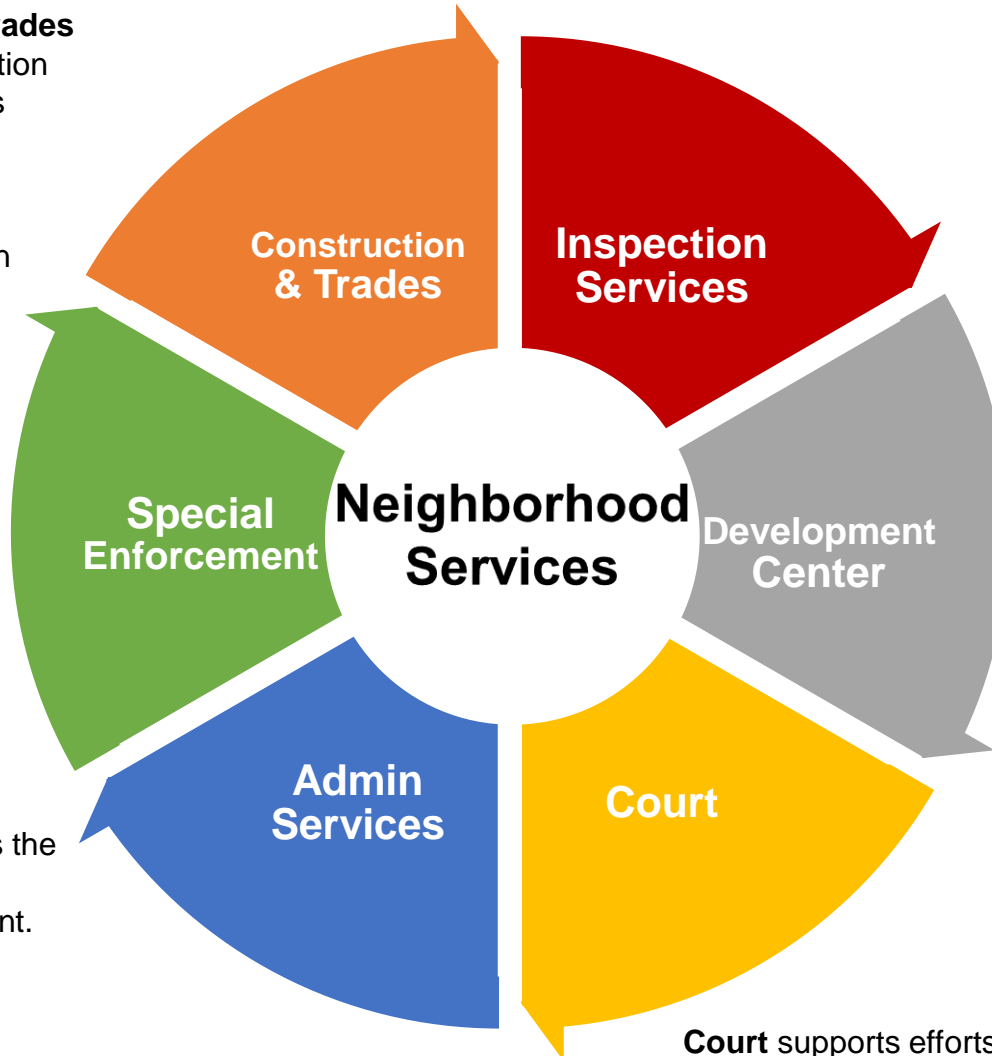 rades
tion
s
n
Construction
& Trades
Inspection
Services
Special
Enforcement
Neighborhood
Services
Development
Center
Admin
Services
Court
s the
nt.
Court supports efforts